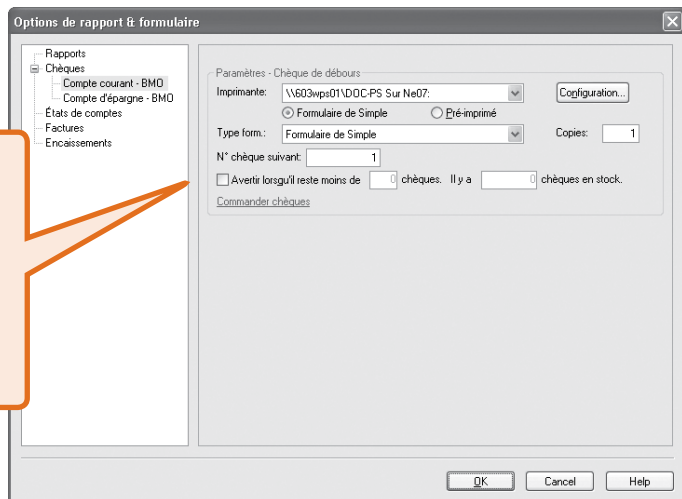 Options de rapport & formulaire
Rapports
Chèques
Compte courant - BMO
Compte d'épargne - BMO
États de comptes
Factures
Encaissements
Paramètres - Chèque de débours
Imprimante: \\603wps01\DOC-PS Sur Ne07: Configuration...
Formulaire de Simple Pré-imprimé
Type form.: Formulaire de Simple Copies: 1
N° chèque suivant: 1
Avertir lorsqu'il reste moins de 0 chèques. Il y a 0 chèques en stock.
Commander chèques
OK Cancel Help